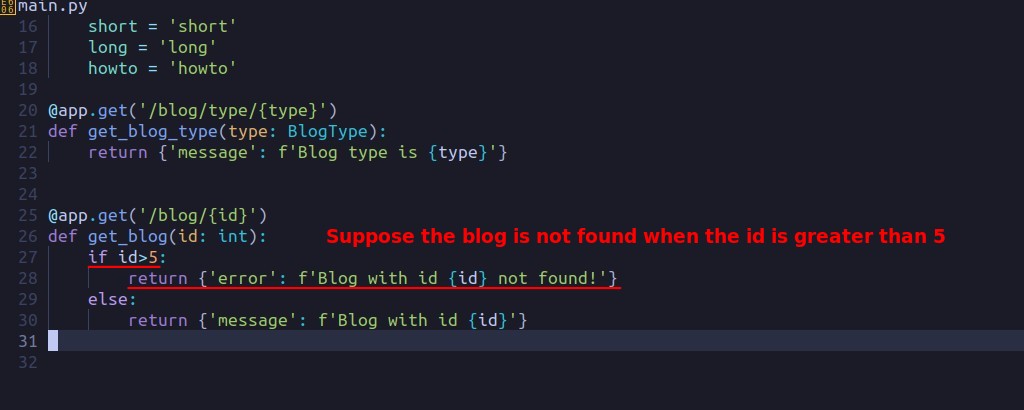 main.py
16 short = 'short'
17 long = 'long'
18 howto = 'howto'
19
20 @app.get('/blog/type/{type}')
21 def get_blog_type(type: BlogType):
22 return {'message': f'Blog type is {type}'}
23
24
25 @app.get('/blog/{id}')
26 def get_blog(id: int): Suppose the blog is not found when the id is greater than 5
27 if id>5:
28 return {'error': f'Blog with id {id} not found!'}
29 else:
30 return {'message': f'Blog with id {id}'}
31
32